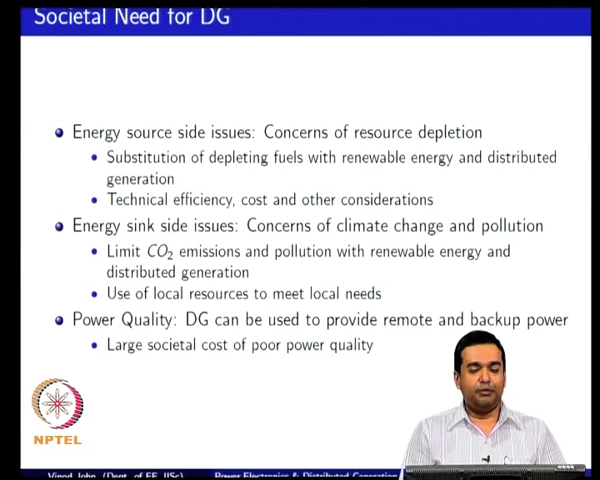 Societal Need for DG
Energy source side issues: Concerns of resource depletion
Substitution of depleting fuels with renewable energy and distributed
generation
Technical efficiency, cost and other considerations
Energy sink side issues: Concerns of climate change and pollution
Limit CO₂ emissions and pollution with renewable energy and
distributed generation
Use of local resources to meet local needs
Power Quality: DG can be used to provide remote and backup power
Large societal cost of poor power quality
NPTEL
Vinod John (Dept. of EE, IISc) Power Electronics & Distributed Generation